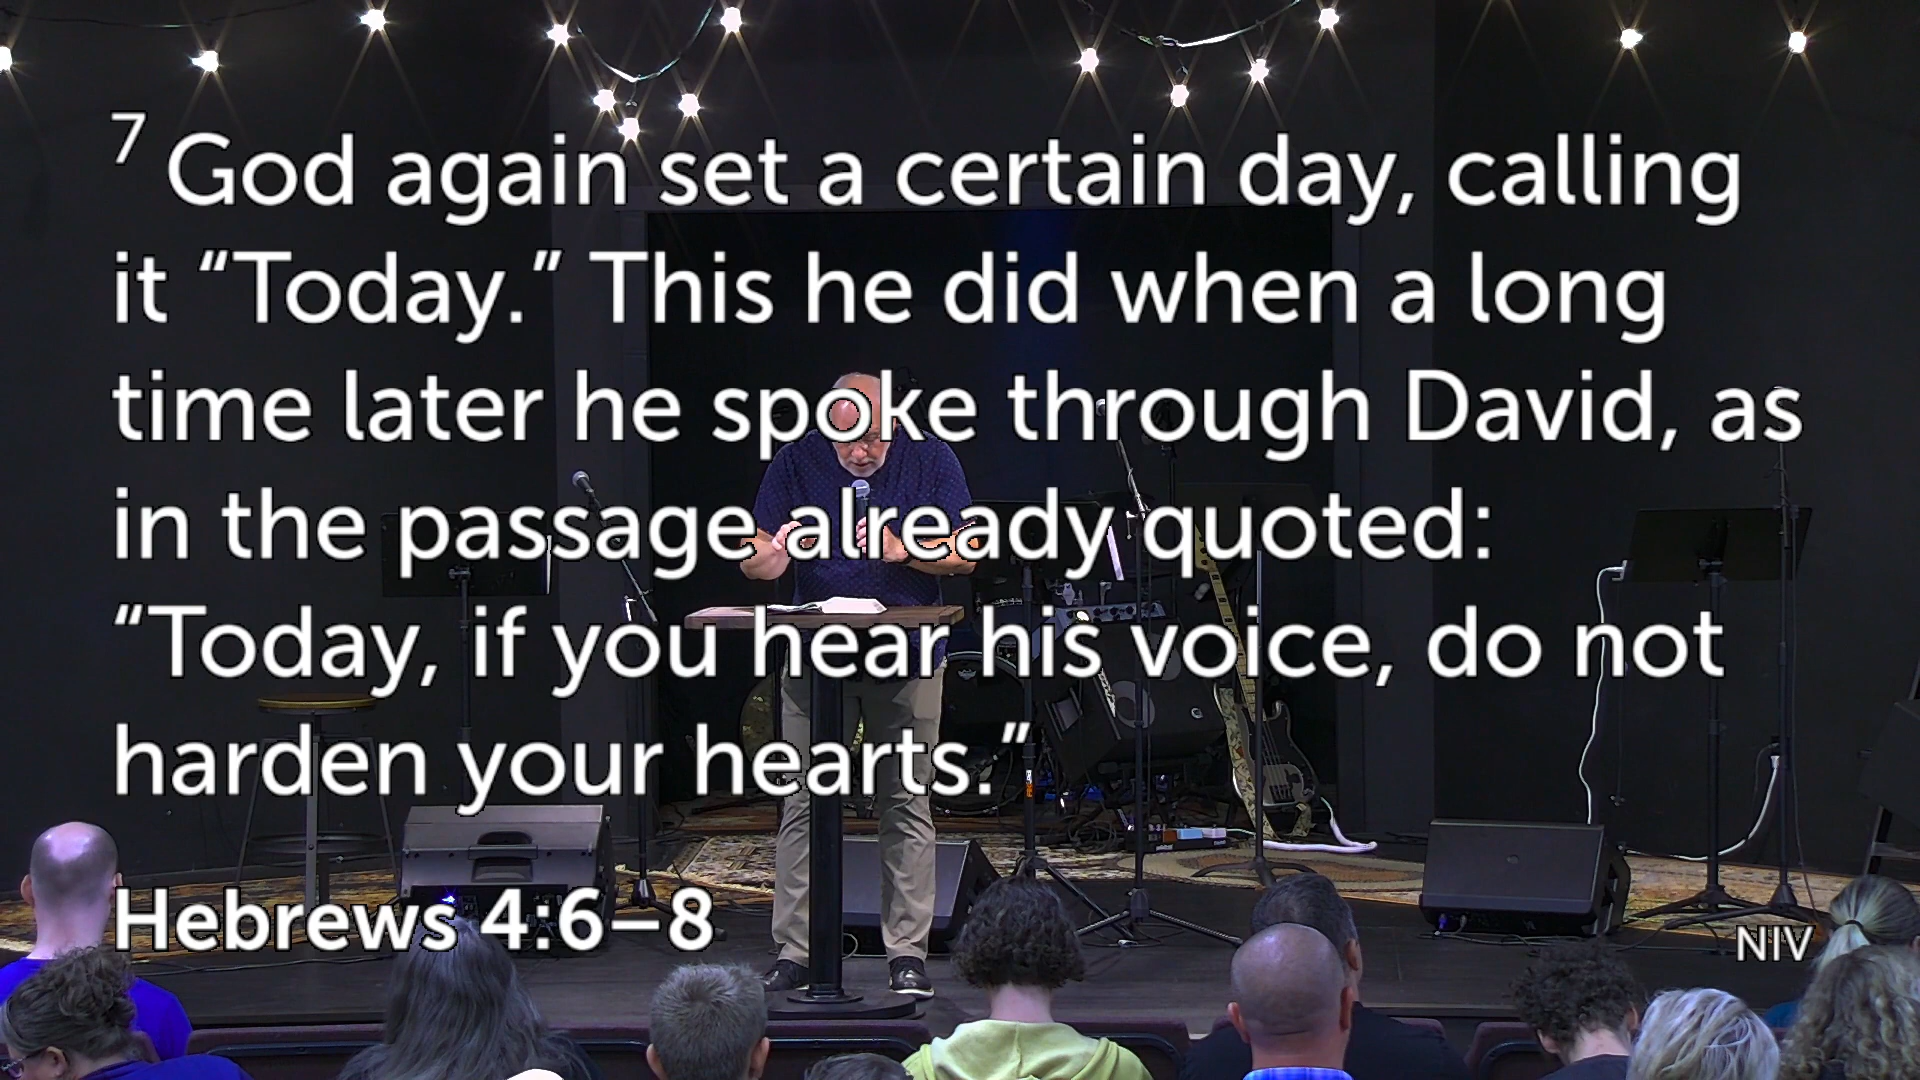 7 God again set a certain day, calling
it “Today.” This he did when a long
time later he spoke through David, as
in the passage already quoted:
“Today, if you hear his voice, do not
harden your hearts.”
Hebrews 4:6–8
NIV